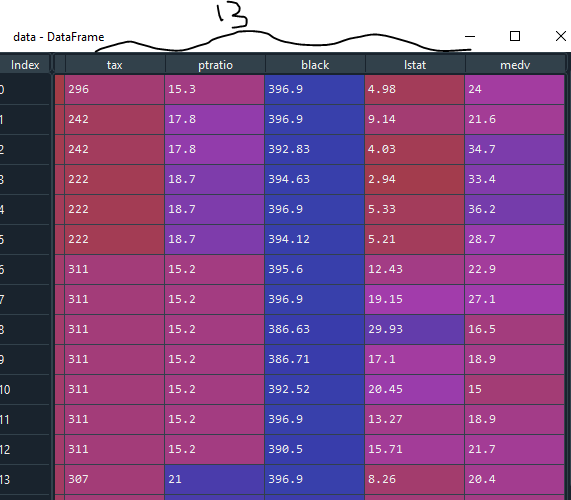 13
data - DataFrame
Index tax ptratio black lstat medv
0 296 15.3 396.9 4.98 24
1 242 17.8 396.9 9.14 21.6
2 242 17.8 392.83 4.03 34.7
3 222 18.7 394.63 2.94 33.4
4 222 18.7 396.9 5.33 36.2
5 222 18.7 394.12 5.21 28.7
6 311 15.2 395.6 12.43 22.9
7 311 15.2 396.9 19.15 27.1
8 311 15.2 386.63 29.93 16.5
9 311 15.2 386.71 17.1 18.9
10 311 15.2 392.52 20.45 15
11 311 15.2 396.9 13.27 18.9
12 311 15.2 390.5 15.71 21.7
13 307 21 396.9 8.26 20.4